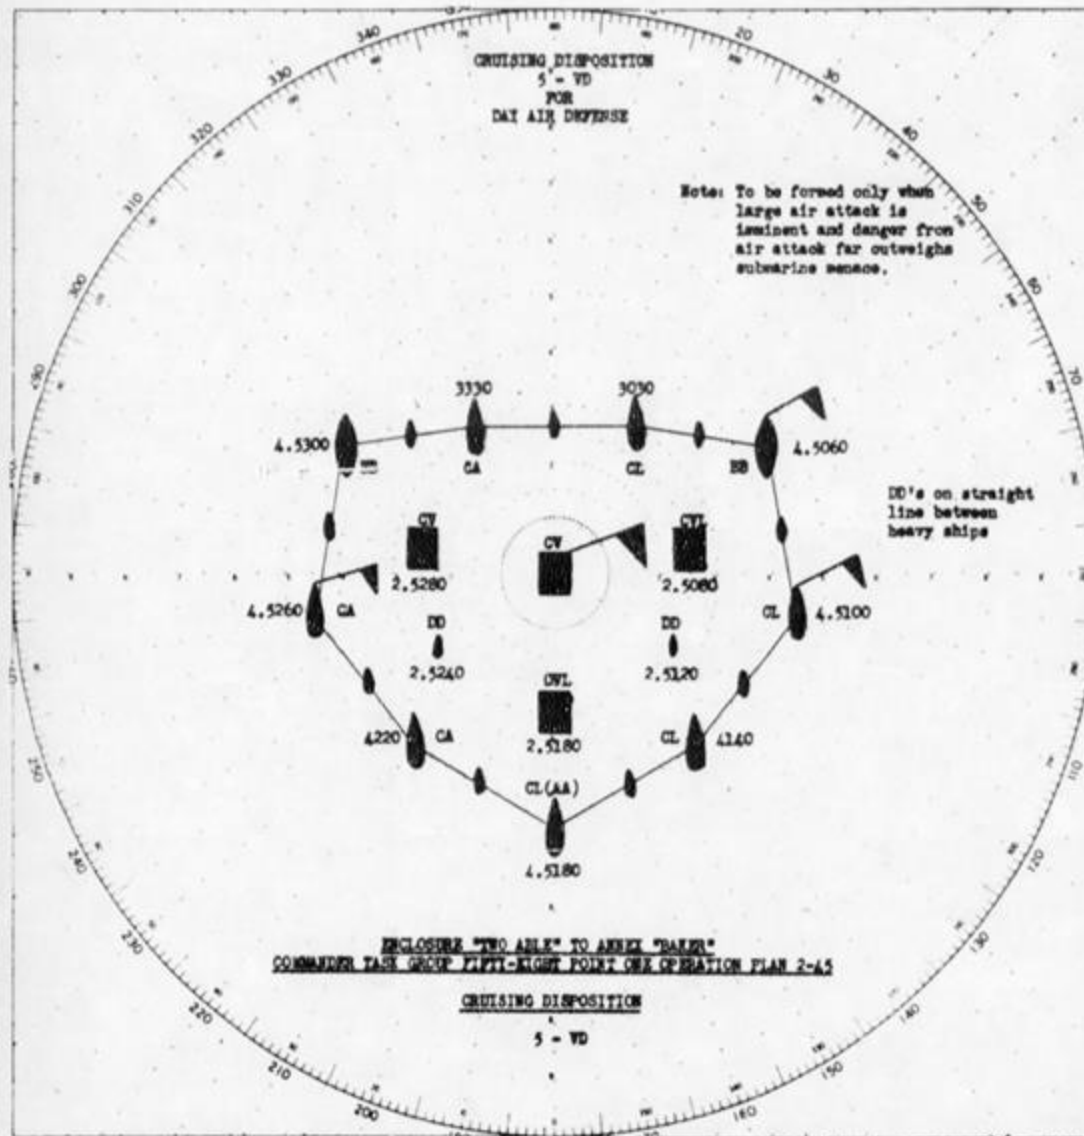 CRUISING DISPOSITION
5 - VD
FOR
DAY AIR DEFENSE
Note: To be formed only when
large air attack is
imminent and danger from
air attack far outweighs
submarine menace.
340
330
320
310
300
290
20
30
40
50
60
70
3330
3030
4.5300
4.5060
CA
CL
BB
DD's on straight
line between
heavy ships
CV
CV
CVL
2.5280
2.5080
4.5260
CA
CL
4.5100
DD
DD
2.5240
2.5120
CVL
4220
CA
2.5180
CL
4140
CL(AA)
4.5180
250
240
230
220
210
200
160
150
140
130
120
110
ENCLOSURE "TWO ABLE" TO ANNEX "BAKER"
COMMANDER TASK GROUP FIFTY-EIGHT POINT ONE OPERATION PLAN 2-45
CRUISING DISPOSITION
5 - VD